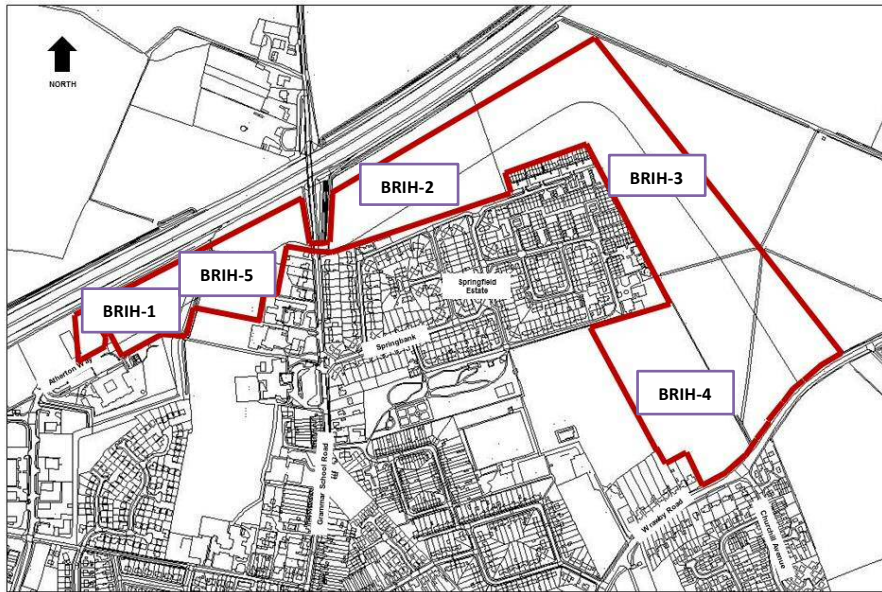 NORTH
BRIH-2
BRIH-3
BRIH-5
BRIH-1
Springfield
Estate
Springbank
Atherton Way
BRIH-4
Grammar School Road
Wrawby Road
Churchill Avenue